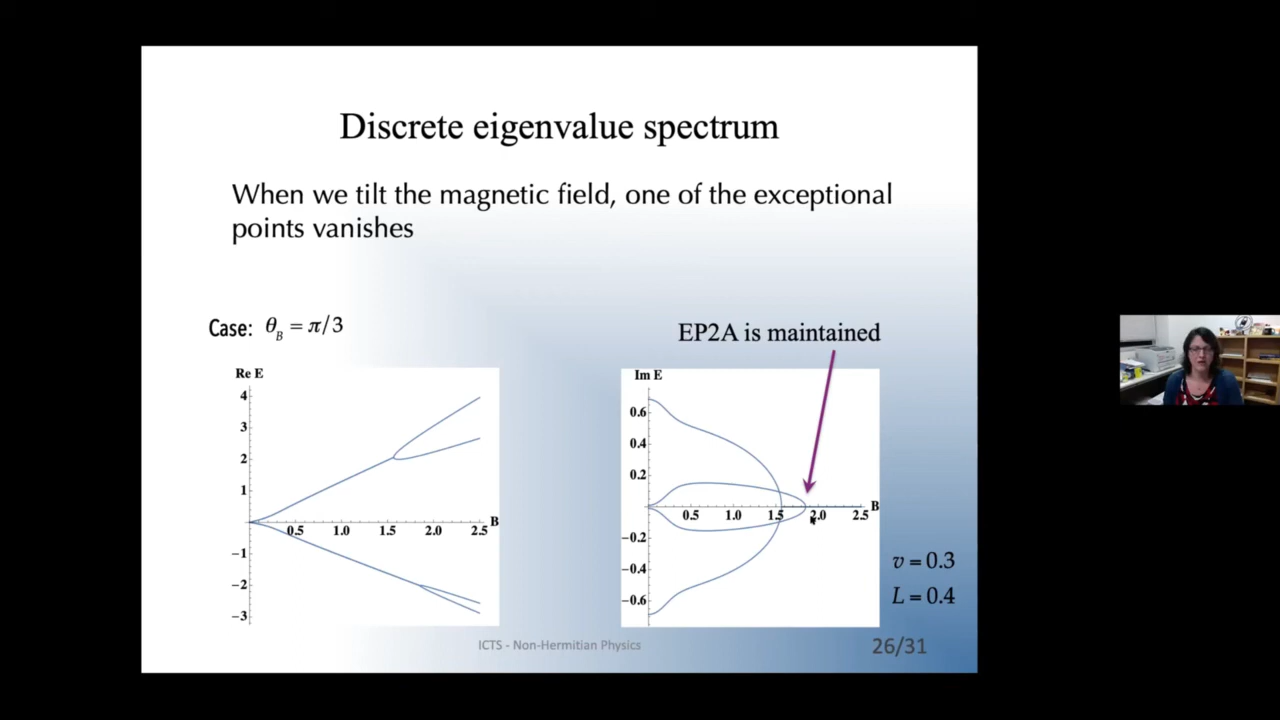 Discrete eigenvalue spectrum
When we tilt the magnetic field, one of the exceptional
points vanishes
Case: θ_B = π/3
EP2A is maintained
Re E
4
3
2
1
0.5 1.0 1.5 2.0 2.5 B
−1
−2
−3
Im E
0.6
0.4
0.2
0.5 1.0 1.5 2.0 2.5 B
−0.2
−0.4
−0.6
v = 0.3
L = 0.4
ICTS - Non-Hermitian Physics
26/31